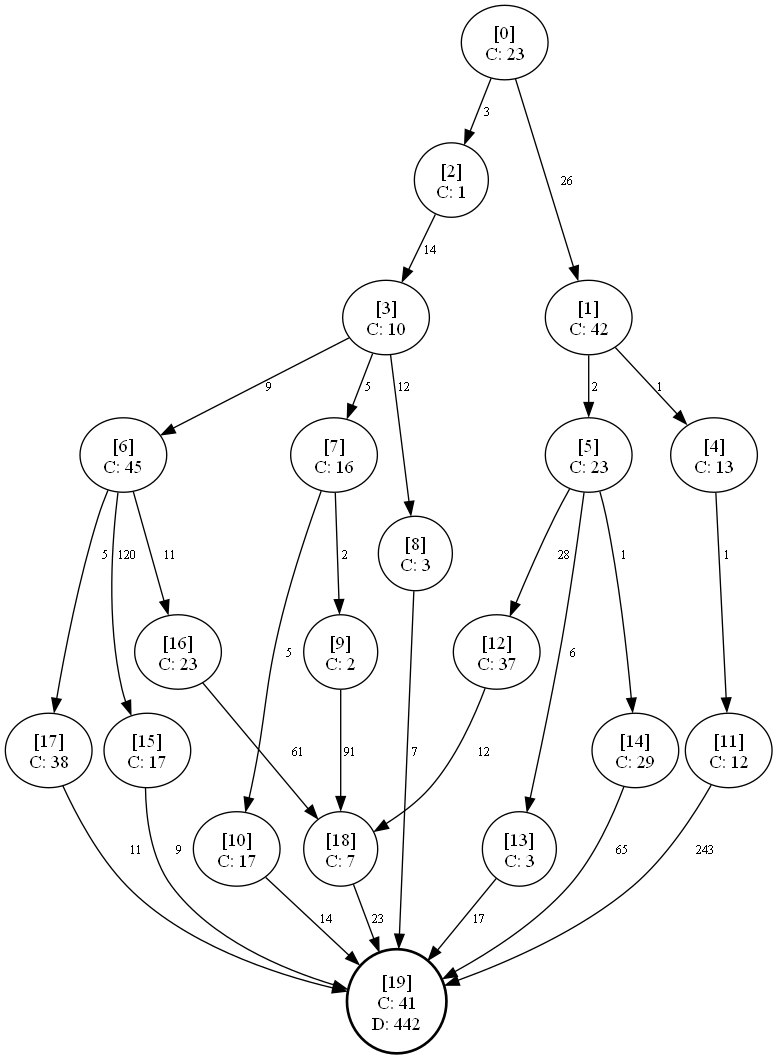 [0]
C: 23
3
26
[2]
C: 1
14
[3]
C: 10
[1]
C: 42
9
5
12
2
1
[6]
C: 45
[7]
C: 16
[5]
C: 23
[4]
C: 13
5
120
11
2
[8]
C: 3
28
1
1
[16]
C: 23
5
[9]
C: 2
[12]
C: 37
6
[17]
C: 38
[15]
C: 17
61
91
7
12
[14]
C: 29
[11]
C: 12
11
9
[10]
C: 17
[18]
C: 7
[13]
C: 3
65
243
14
23
17
[19]
C: 41
D: 442